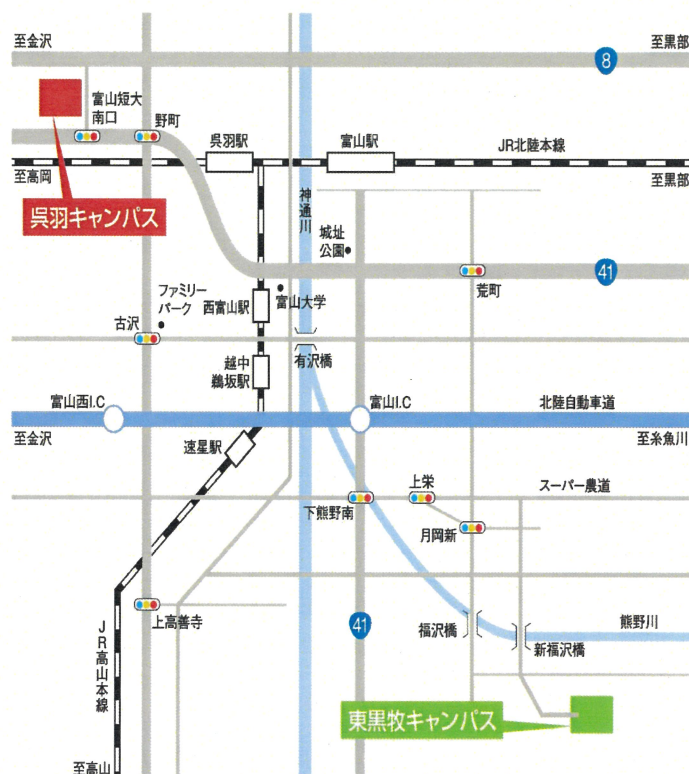 至金沢
至黒部
8
富山短大
南口
野町
呉羽駅
富山駅
JR北陸本線
至高岡
至黒部
呉羽キャンパス
神通川
城址
公園
41
荒町
ファミリー
パーク
西富山駅
富山大学
古沢
越中
鵜坂駅
有沢橋
富山西I.C
富山I.C
北陸自動車道
至金沢
至糸魚川
速星駅
上栄
スーパー農道
下熊野南
月岡新
上高善寺
41
福沢橋
熊野川
新福沢橋
JR高山本線
東黒牧キャンパス
至高山